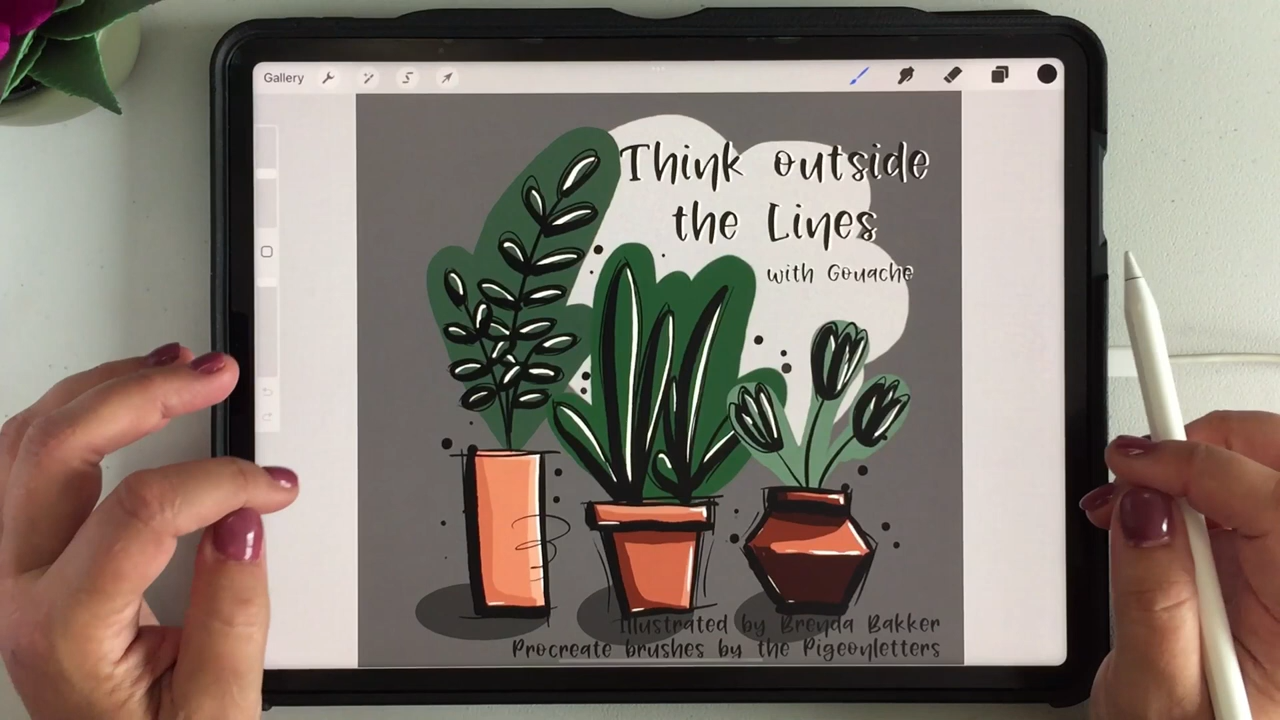 Gallery
Think outside
the Lines
with Gouache
Illustrated by Brenda Bakker
Procreate brushes by the Pigeonletters